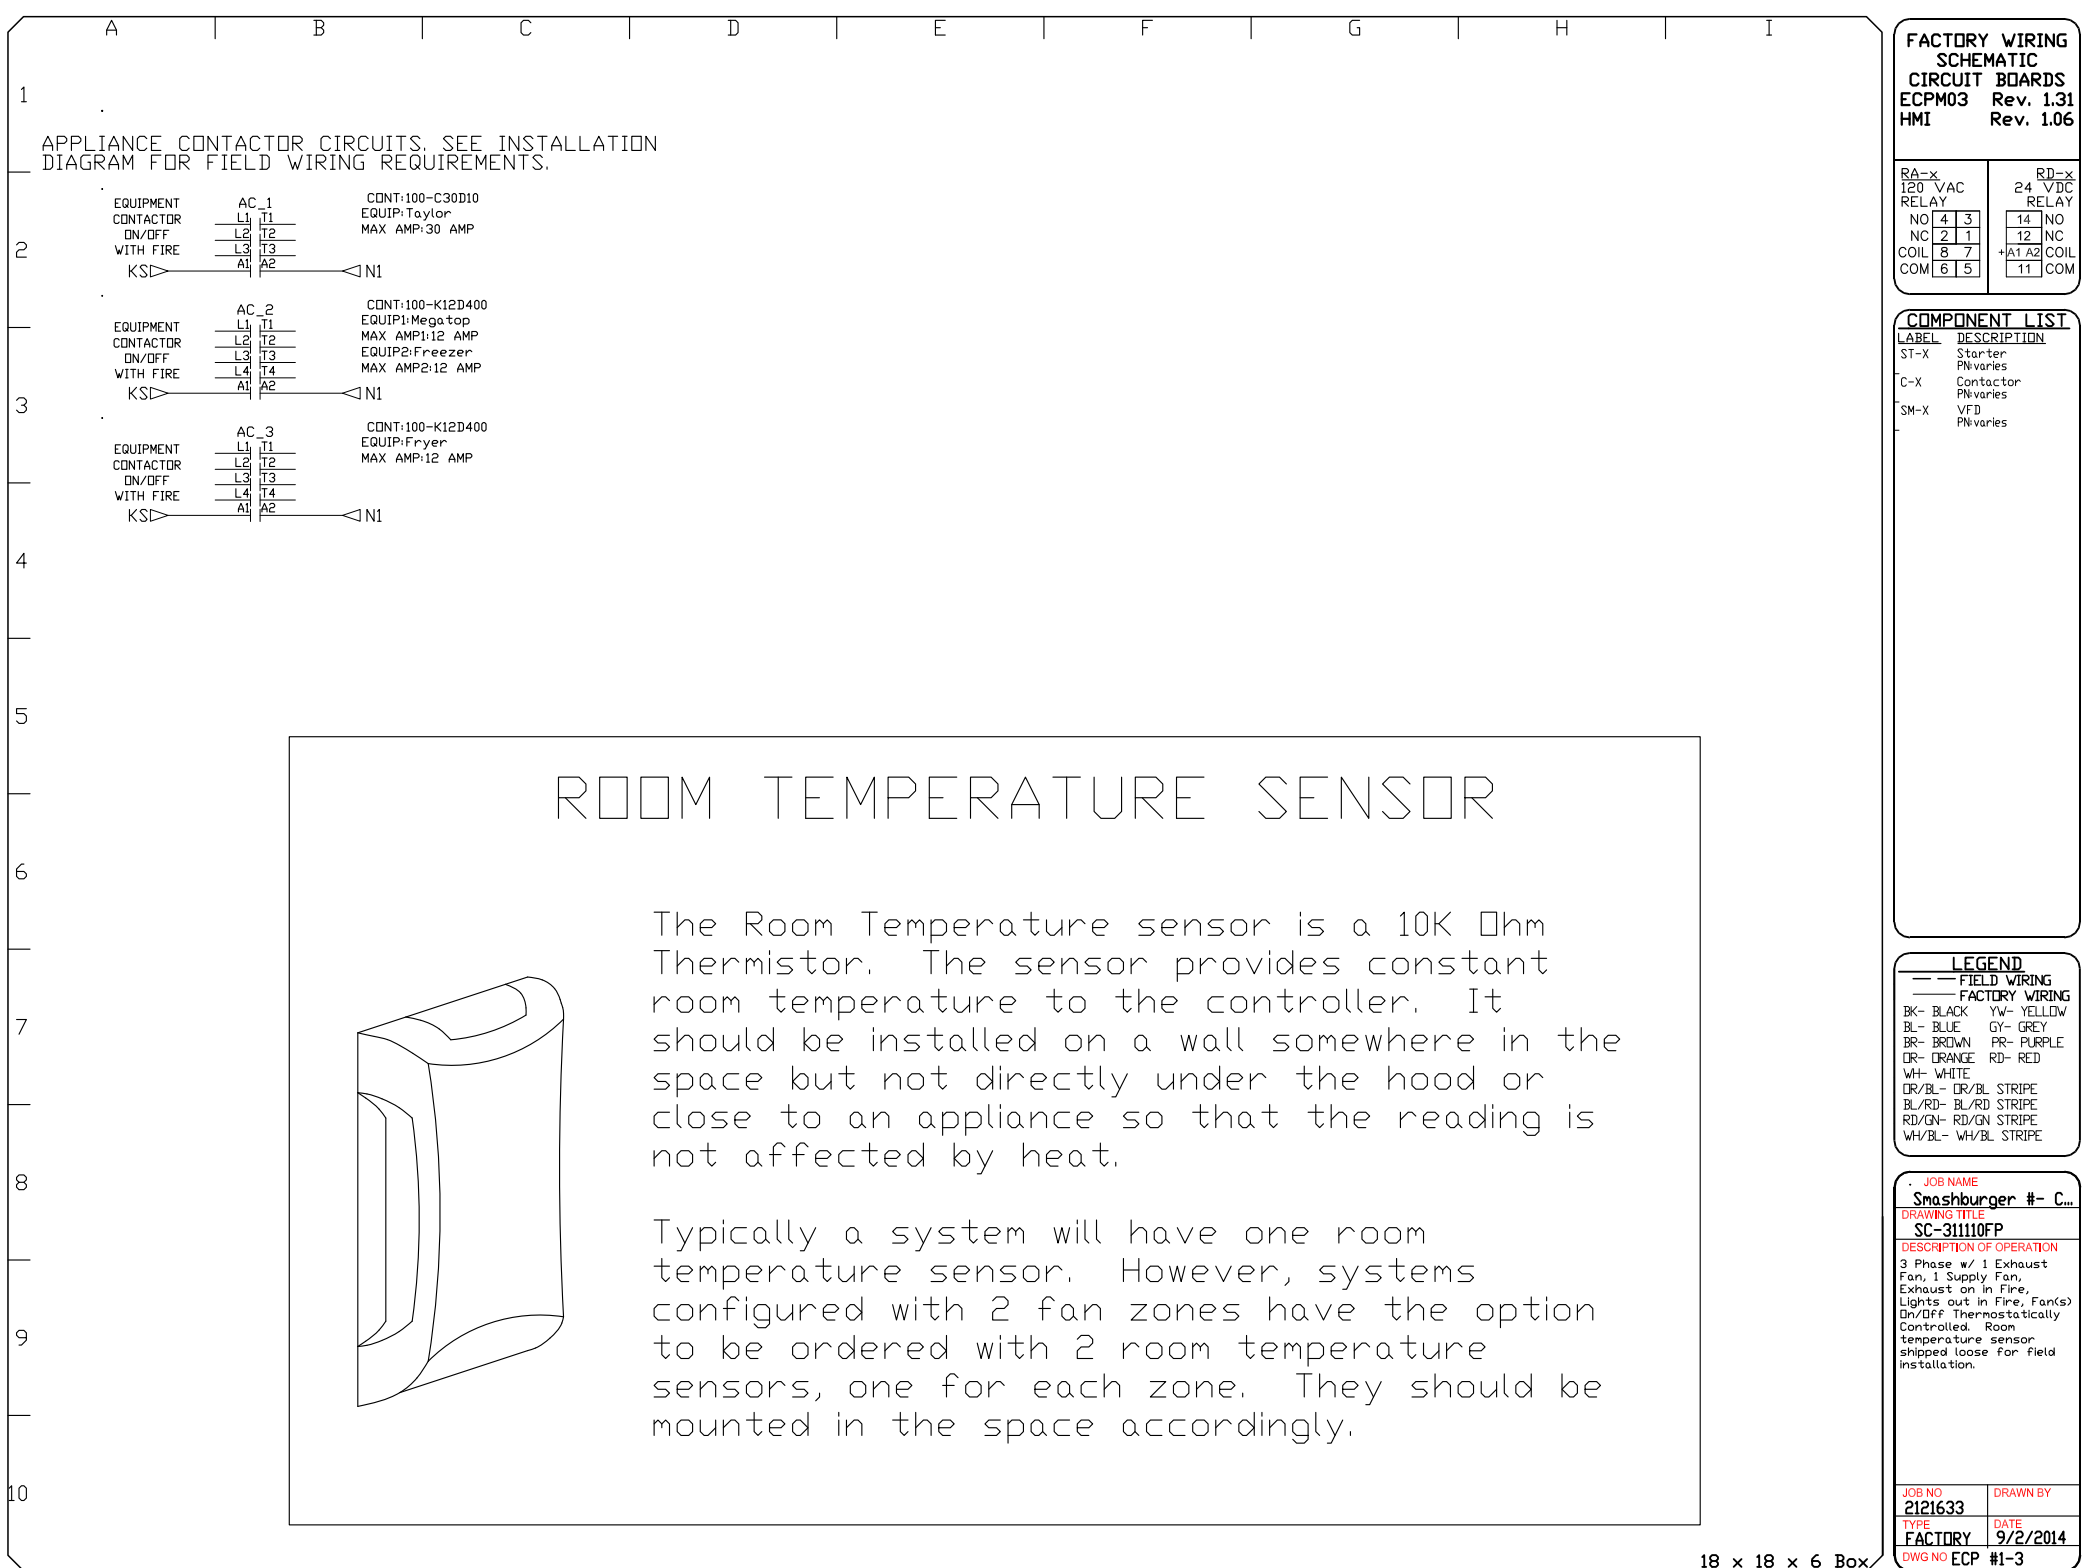 A B C D E F G H I
1
2
3
4
5
6
7
8
9
10
APPLIANCE CONTACTOR CIRCUITS. SEE INSTALLATION
DIAGRAM FOR FIELD WIRING REQUIREMENTS.
EQUIPMENT
CONTACTOR
ON/OFF
WITH FIRE
AC_1
L1 T1
L2 T2
L3 T3
A1 A2
KS N1
CONT:100-C30D10
EQUIP:Taylor
MAX AMP:30 AMP
EQUIPMENT
CONTACTOR
ON/OFF
WITH FIRE
AC_2
L1 T1
L2 T2
L3 T3
L4 T4
A1 A2
KS N1
CONT:100-K12D400
EQUIP1:Megatop
MAX AMP1:12 AMP
EQUIP2:Freezer
MAX AMP2:12 AMP
EQUIPMENT
CONTACTOR
ON/OFF
WITH FIRE
AC_3
L1 T1
L2 T2
L3 T3
L4 T4
A1 A2
KS N1
CONT:100-K12D400
EQUIP:Fryer
MAX AMP:12 AMP
ROOM TEMPERATURE SENSOR
The Room Temperature sensor is a 10K Ohm
Thermistor. The sensor provides constant
room temperature to the controller. It
should be installed on a wall somewhere in the
space but not directly under the hood or
close to an appliance so that the reading is
not affected by heat.
Typically a system will have one room
temperature sensor. However, systems
configured with 2 fan zones have the option
to be ordered with 2 room temperature
sensors, one for each zone. They should be
mounted in the space accordingly.
18 x 18 x 6 Box
FACTORY WIRING
SCHEMATIC
CIRCUIT BOARDS
ECPM03 Rev. 1.31
HMI Rev. 1.06
RA-x
120 VAC
RELAY
NO 4 3
NC 2 1
COIL 8 7
COM 6 5
RD-x
24 VDC
RELAY
14 NO
12 NC
+A1 A2 COIL
11 COM
COMPONENT LIST
LABEL DESCRIPTION
ST-X Starter
PN:varies
C-X Contactor
PN:varies
SM-X VFD
PN:varies
LEGEND
FIELD WIRING
FACTORY WIRING
BK- BLACK YW- YELLOW
BL- BLUE GY- GREY
BR- BROWN PR- PURPLE
OR- ORANGE RD- RED
WH- WHITE
OR/BL- OR/BL STRIPE
BL/RD- BL/RD STRIPE
RD/GN- RD/GN STRIPE
WH/BL- WH/BL STRIPE
JOB NAME
Smashburger #- C...
DRAWING TITLE
SC-311110FP
DESCRIPTION OF OPERATION
3 Phase w/ 1 Exhaust
Fan, 1 Supply Fan,
Exhaust on in Fire,
Lights out in Fire, Fan(s)
On/Off Thermostatically
Controlled. Room
temperature sensor
shipped loose for field
installation.
JOB NO DRAWN BY
2121633
TYPE DATE
FACTORY 9/2/2014
DWG NO ECP #1-3